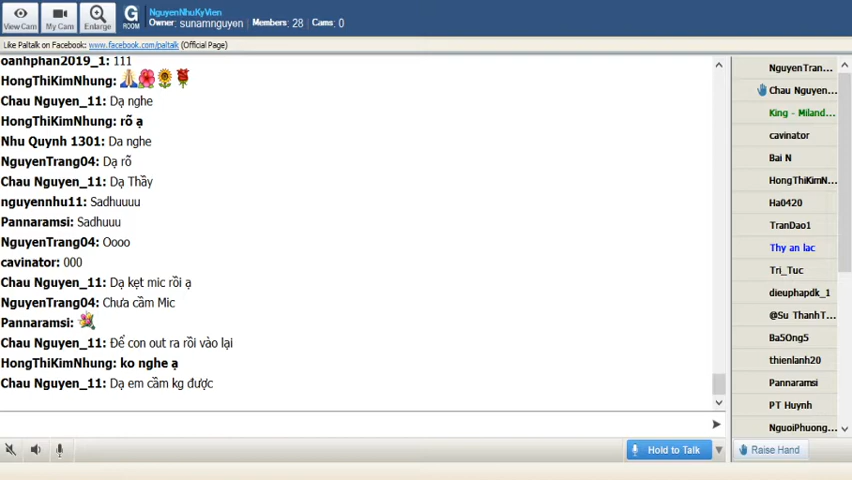 View Cam
My Cam
Enlarge
G
ROOM
NguyenNhuKyVien
Owner: sunamnguyen Members: 28 Cams: 0
Like Paltalk on Facebook: www.facebook.com/paltalk (Official Page)
oanhphan2019_1: 111
HongThiKimNhung:
Chau Nguyen_11: Dạ nghe
HongThiKimNhung: rõ ạ
Nhu Quynh 1301: Da nghe
NguyenTrang04: Dạ rõ
Chau Nguyen_11: Dạ Thầy
nguyennhu11: Sadhuuuu
Pannaramsi: Sadhuuu
NguyenTrang04: Oooo
cavinator: 000
Chau Nguyen_11: Dạ kẹt mic rồi ạ
NguyenTrang04: Chưa cầm Mic
Pannaramsi:
Chau Nguyen_11: Để con out ra rồi vào lại
HongThiKimNhung: ko nghe ạ
Chau Nguyen_11: Dạ em cầm kg được
NguyenTran...
Chau Nguyen...
King - Miland...
cavinator
Bai N
HongThiKimN...
Ha0420
TranDao1
Thy an lac
Tri_Tuc
dieuphapdk_1
@Su ThanhT...
Ba5Ong5
thienlanh20
Pannaramsi
PT Huynh
NguoiPhuong...
Hold to Talk
Raise Hand